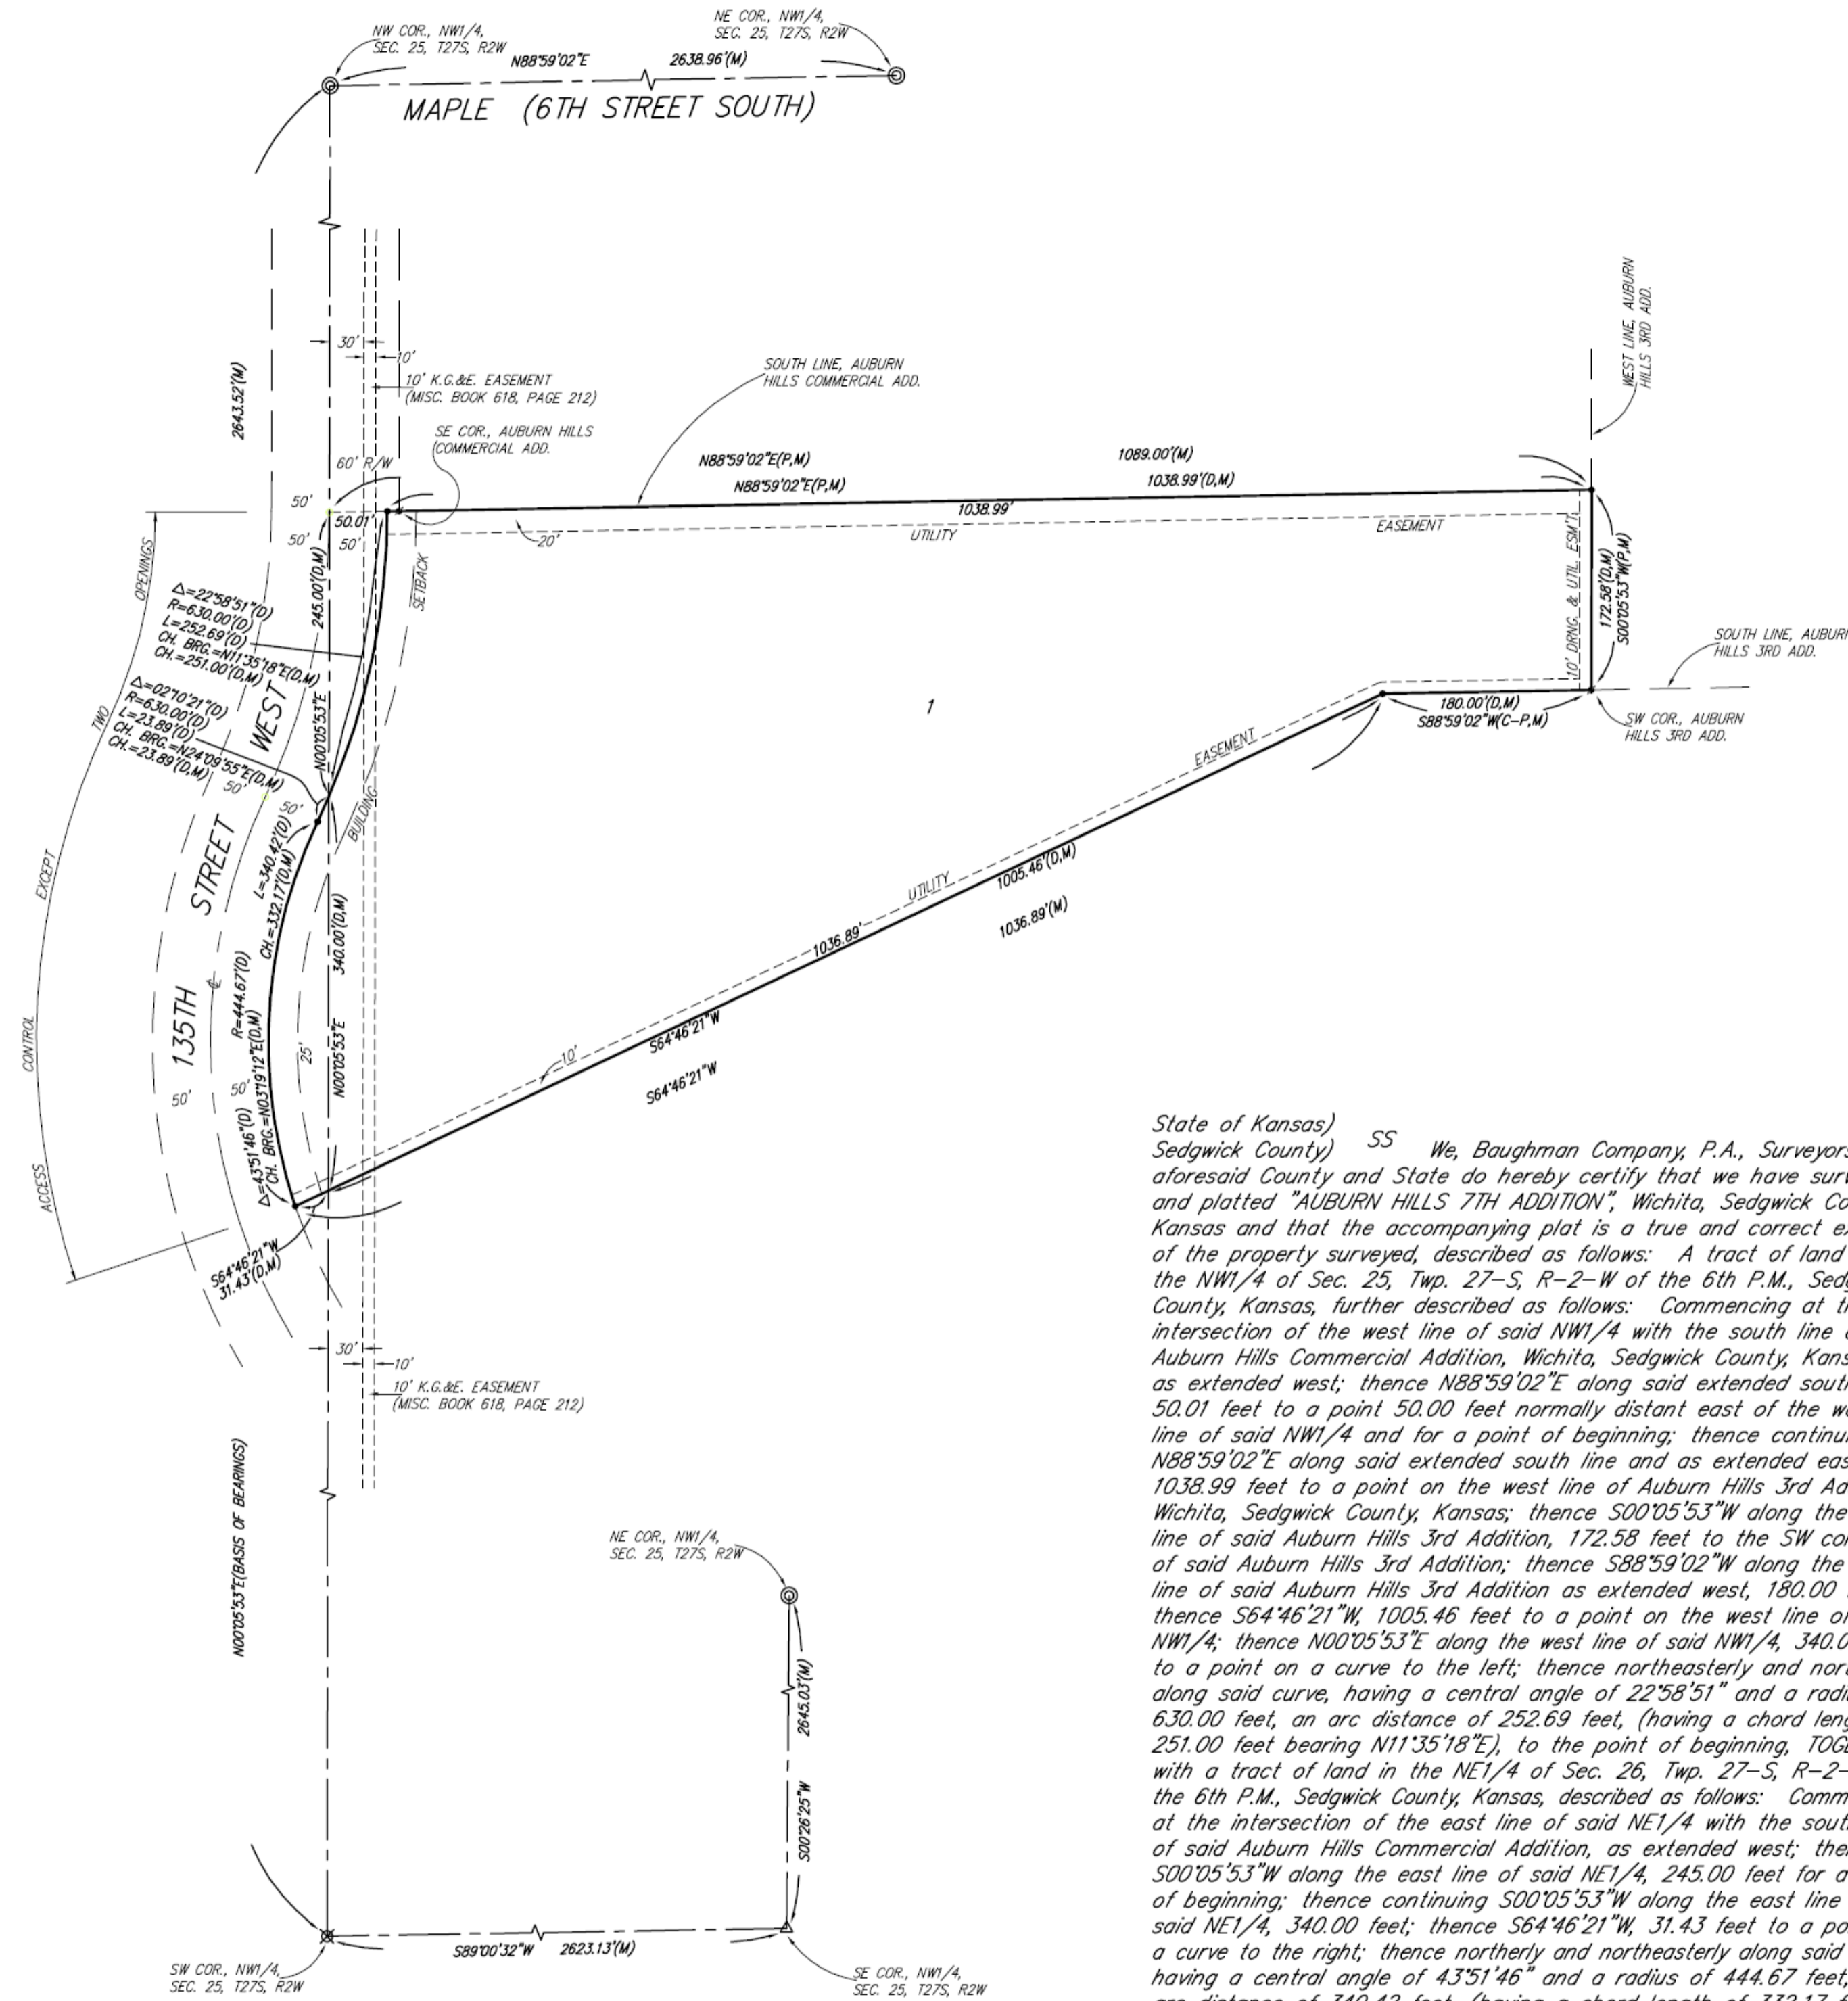 NW COR., NW1/4,
SEC. 25, T27S, R2W
NE COR., NW1/4,
SEC. 25, T27S, R2W
N88°59'02"E
2638.96'(M)
MAPLE (6TH STREET SOUTH)
2643.52'(M)
30'
10'
10' K.G.&E. EASEMENT
(MISC. BOOK 618, PAGE 212)
SOUTH LINE, AUBURN
HILLS COMMERCIAL ADD.
WEST LINE, AUBURN
HILLS 3RD ADD.
SE COR., AUBURN HILLS
COMMERCIAL ADD.
60' R/W
N88°59'02"E(P,M)
1089.00'(M)
N88°59'02"E(P,M)
1038.99'(D,M)
50'
50.01'
1038.99'
50'
50'
20'
UTILITY
EASEMENT
SETBACK
BUILDING
245.00'(D,M)
N00°05'53"E
10' DRNG. & UTIL. ESM'T.
172.58'(D,M)
S00°05'53"W(P,M)
SOUTH LINE, AUBURN
HILLS 3RD ADD.
180.00'(D,M)
S88°59'02"W(C-P,M)
SW COR., AUBURN
HILLS 3RD ADD.
Δ=22°58'51"(D)
R=630.00'(D)
L=252.69'(D)
CH. BRG.=N11°35'18"E(D,M)
CH.=251.00'(D,M)
Δ=02°10'21"(D)
R=630.00'(D)
L=23.89'(D)
CH. BRG.=N24°09'55"E(D,M)
CH.=23.89'(D,M)
1
50'
50'
ACCESS CONTROL EXCEPT TWO OPENINGS
135TH STREET WEST
L=340.42'(D)
CH.=332.17'(D,M)
R=444.67'(D)
CH. BRG.=N03°19'12"E(D,M)
Δ=43°51'46"(D)
340.00'(D,M)
N00°05'53"E
25'
50'
50'
℄
EASEMENT
UTILITY
1005.46'(D,M)
1036.89'(M)
1036.89'
S64°46'21"W
S64°46'21"W
10'
S64°46'21"W
31.43'(D,M)
30'
10'
10' K.G.&E. EASEMENT
(MISC. BOOK 618, PAGE 212)
N00°05'53"E(BASIS OF BEARINGS)
NE COR., NW1/4,
SEC. 25, T27S, R2W
2645.03'(M)
S00°26'25"W
S89°00'32"W 2623.13'(M)
SW COR., NW1/4,
SEC. 25, T27S, R2W
SE COR., NW1/4,
SEC. 25, T27S, R2W
State of Kansas)
Sedgwick County) SS We, Baughman Company, P.A., Surveyors
aforesaid County and State do hereby certify that we have
and platted "AUBURN HILLS 7TH ADDITION", Wichita, Sedgwick
Kansas and that the accompanying plat is a true and correct
of the property surveyed, described as follows: A tract of land
the NW1/4 of Sec. 25, Twp. 27-S, R-2-W of the 6th P.M.,
County, Kansas, further described as follows: Commencing at
intersection of the west line of said NW1/4 with the south line
Auburn Hills Commercial Addition, Wichita, Sedgwick County,
as extended west; thence N88°59'02"E along said extended
50.01 feet to a point 50.00 feet normally distant east of the
line of said NW1/4 and for a point of beginning; thence
N88°59'02"E along said extended south line and as extended
1038.99 feet to a point on the west line of Auburn Hills 3rd
Wichita, Sedgwick County, Kansas; thence S00°05'53"W along the
line of said Auburn Hills 3rd Addition, 172.58 feet to the SW
of said Auburn Hills 3rd Addition; thence S88°59'02"W along the
line of said Auburn Hills 3rd Addition as extended west, 180.00
thence S64°46'21"W, 1005.46 feet to a point on the west line
NW1/4; thence N00°05'53"E along the west line of said NW1/4,
to a point on a curve to the left; thence northeasterly and
along said curve, having a central angle of 22°58'51" and a
630.00 feet, an arc distance of 252.69 feet, (having a chord
251.00 feet bearing N11°35'18"E), to the point of beginning,
with a tract of land in the NE1/4 of Sec. 26, Twp. 27-S,
the 6th P.M., Sedgwick County, Kansas, described as follows:
at the intersection of the east line of said NE1/4 with the
of said Auburn Hills Commercial Addition, as extended west;
S00°05'53"W along the east line of said NE1/4, 245.00 feet for
of beginning; thence continuing S00°05'53"W along the east line
said NE1/4, 340.00 feet; thence S64°46'21"W, 31.43 feet to a
a curve to the right; thence northerly and northeasterly along said
having a central angle of 43°51'46" and a radius of 444.67 feet,